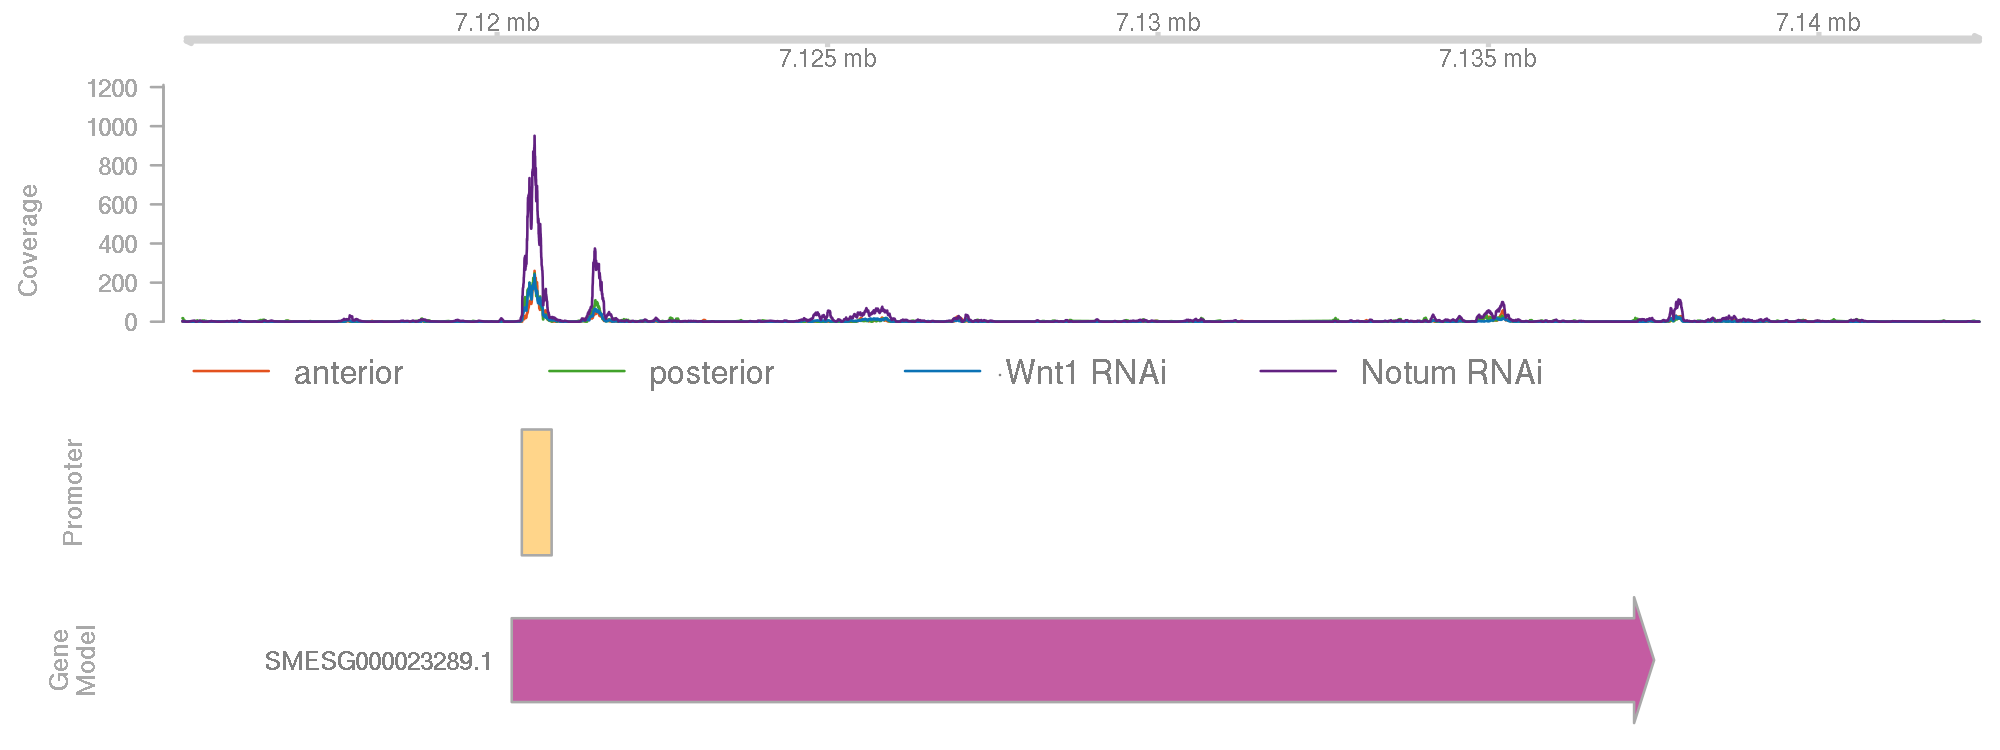 7.12 mb
7.13 mb
7.14 mb
7.125 mb
7.135 mb
Coverage
1200
1000
800
600
400
200
0
anterior
posterior
Wnt1 RNAi
Notum RNAi
Promoter
Gene
Model
SMESG000023289.1